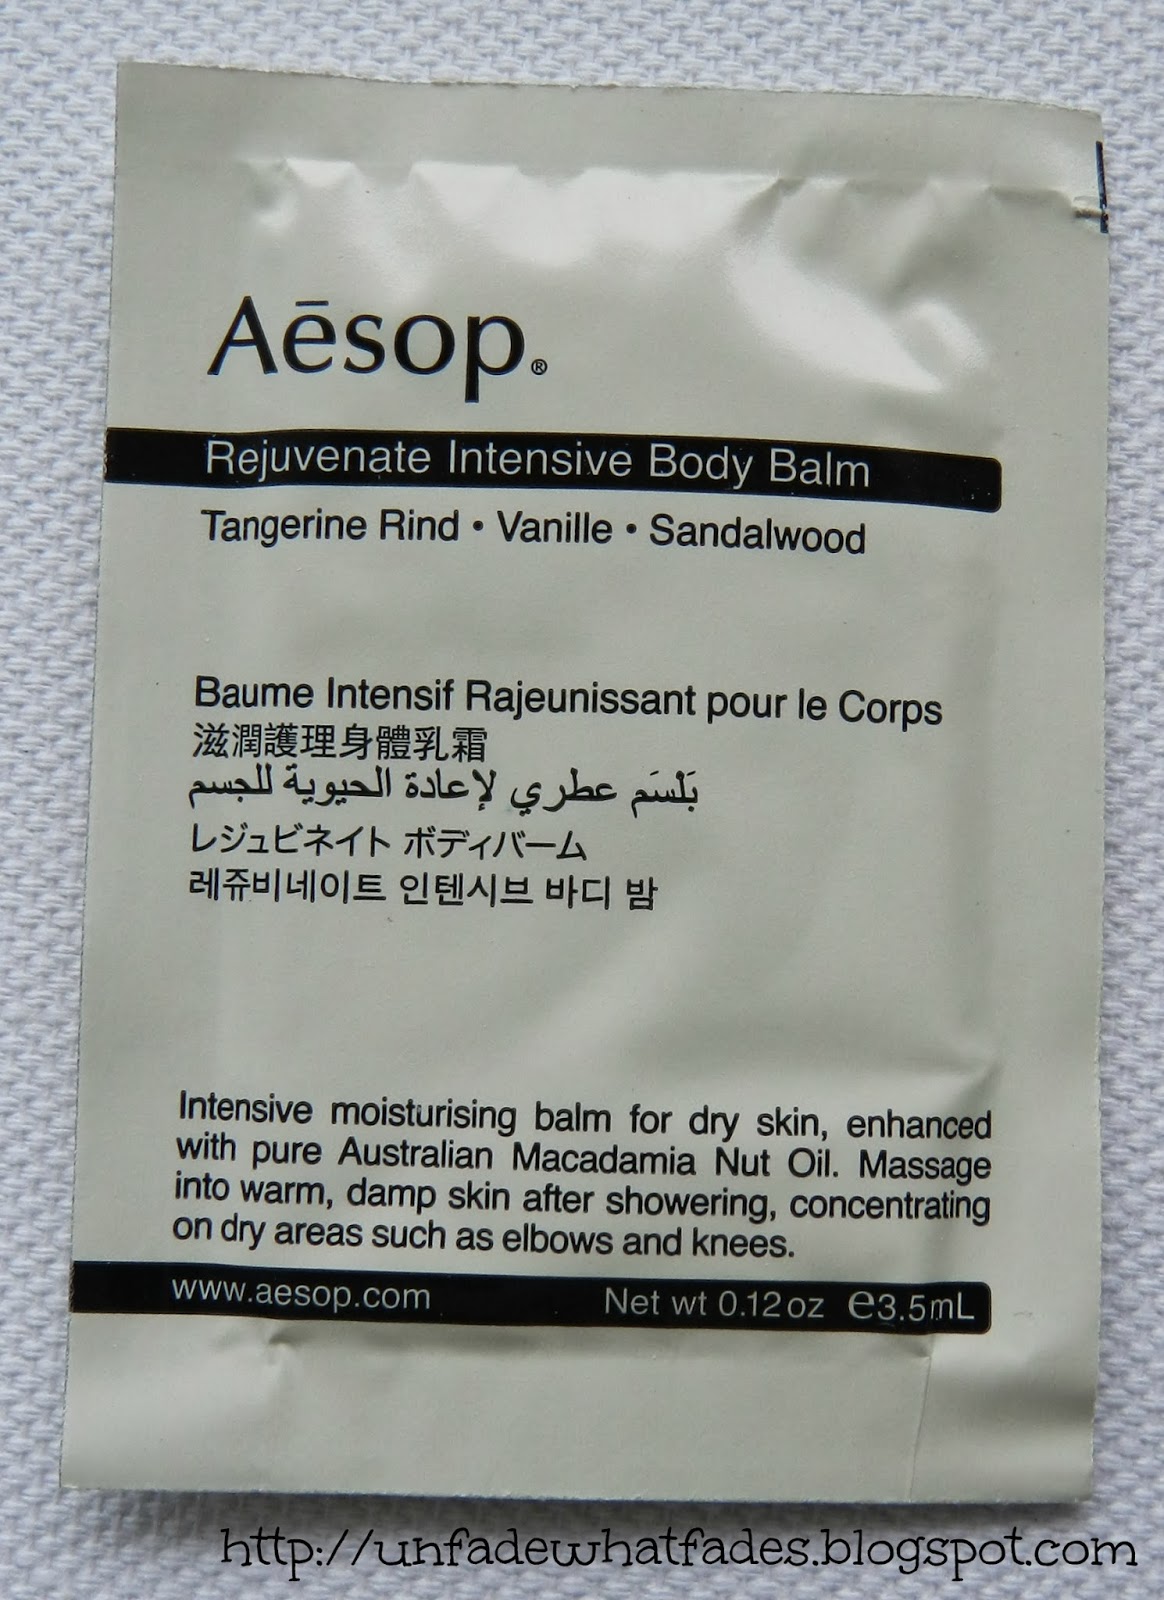 Aēsop.®
Rejuvenate Intensive Body Balm
Tangerine Rind • Vanille • Sandalwood
Baume Intensif Rajeunissant pour le Corps
滋潤護理身體乳霜
بَلْسَم عطري لإعادة الحيوية للجسم
レジュビネイト ボディバーム
레쥬비네이트 인텐시브 바디 밤
Intensive moisturising balm for dry skin, enhanced
with pure Australian Macadamia Nut Oil. Massage
into warm, damp skin after showering, concentrating
on dry areas such as elbows and knees.
www.aesop.com Net wt 0.12 oz ℮3.5mL
http://unfadewhatfades.blogspot.com